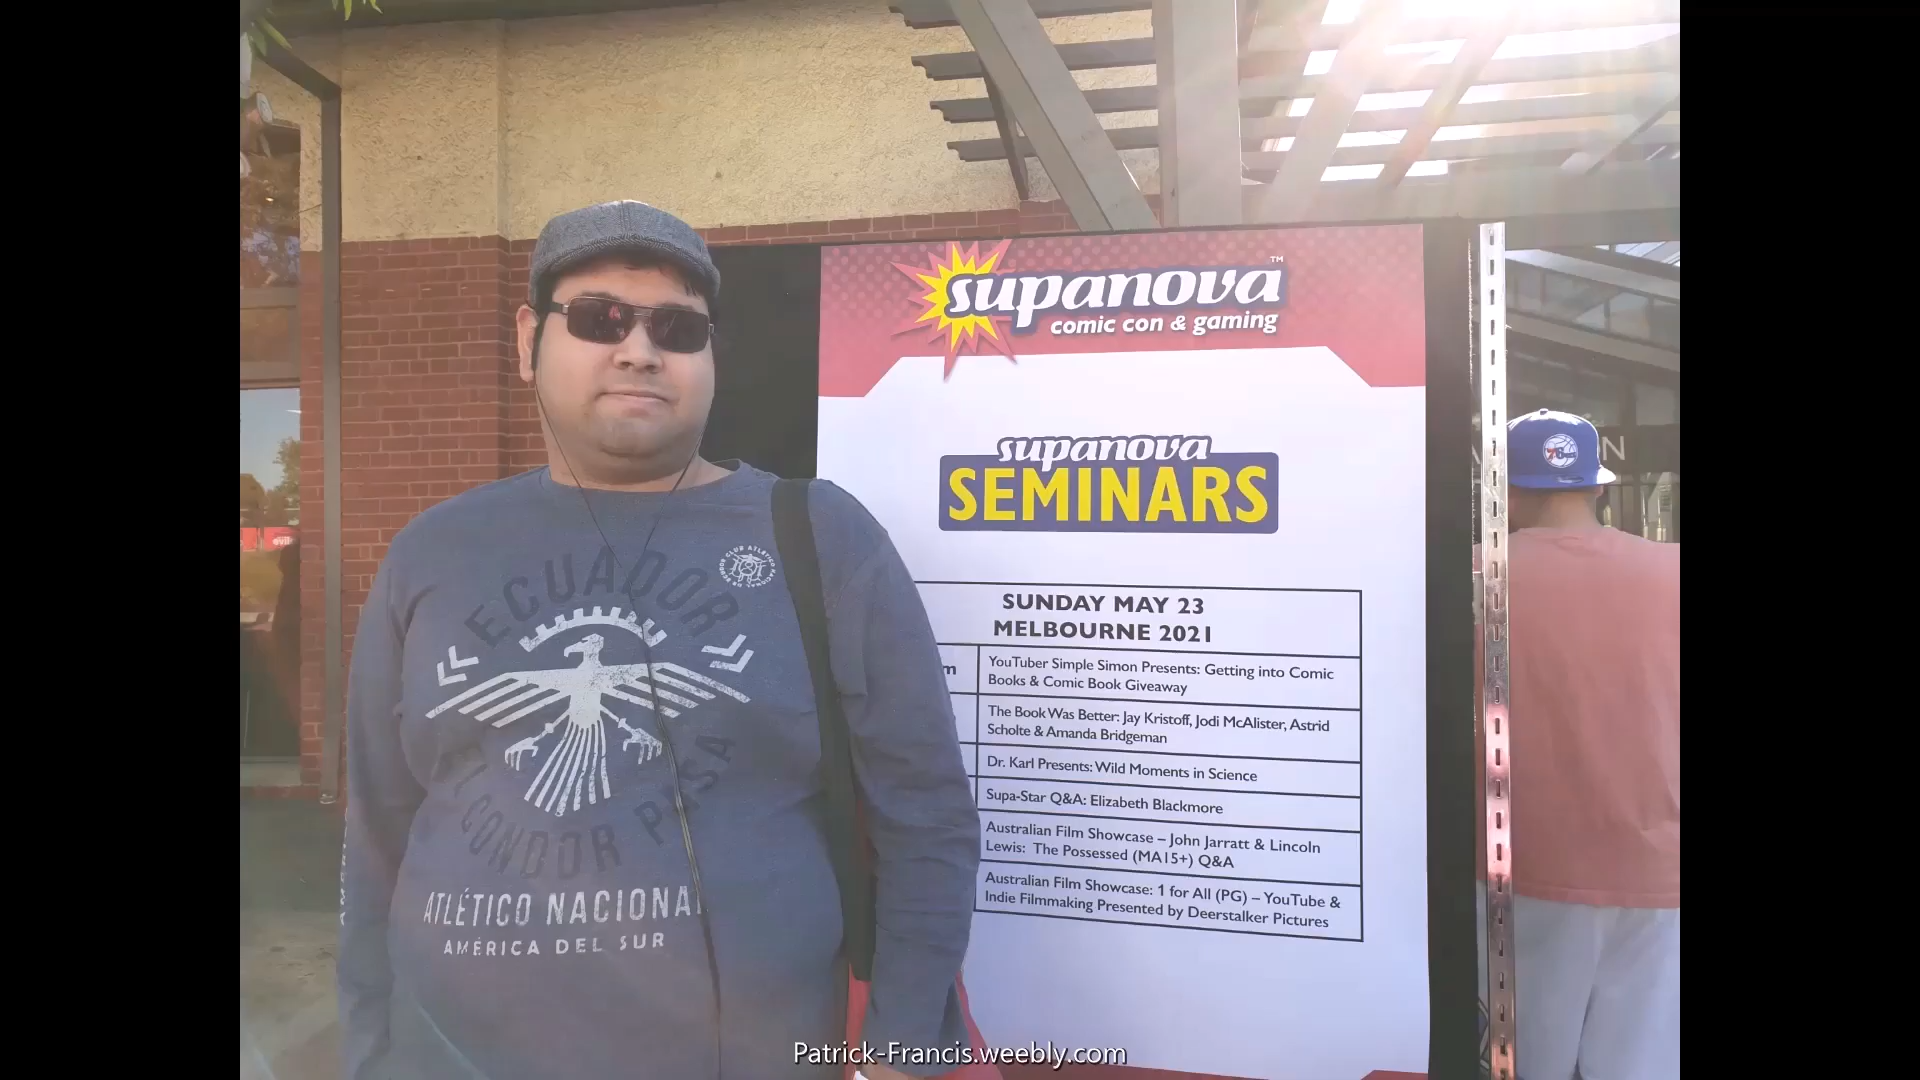 supanova™
comic con & gaming
supanova
SEMINARS
SUNDAY MAY 23
MELBOURNE 2021
YouTuber Simple Simon Presents: Getting into Comic
Books & Comic Book Giveaway
The Book Was Better: Jay Kristoff, Jodi McAlister, Astrid
Scholte & Amanda Bridgeman
Dr. Karl Presents: Wild Moments in Science
Supa-Star Q&A: Elizabeth Blackmore
Australian Film Showcase – John Jarratt & Lincoln
Lewis: The Possessed (MA15+) Q&A
Australian Film Showcase: 1 for All (PG) – YouTube &
Indie Filmmaking Presented by Deerstalker Pictures
ECUADOR
CONDOR PASA
ATLÉTICO NACIONAL
AMÉRICA DEL SUR
Patrick-Francis.weebly.com